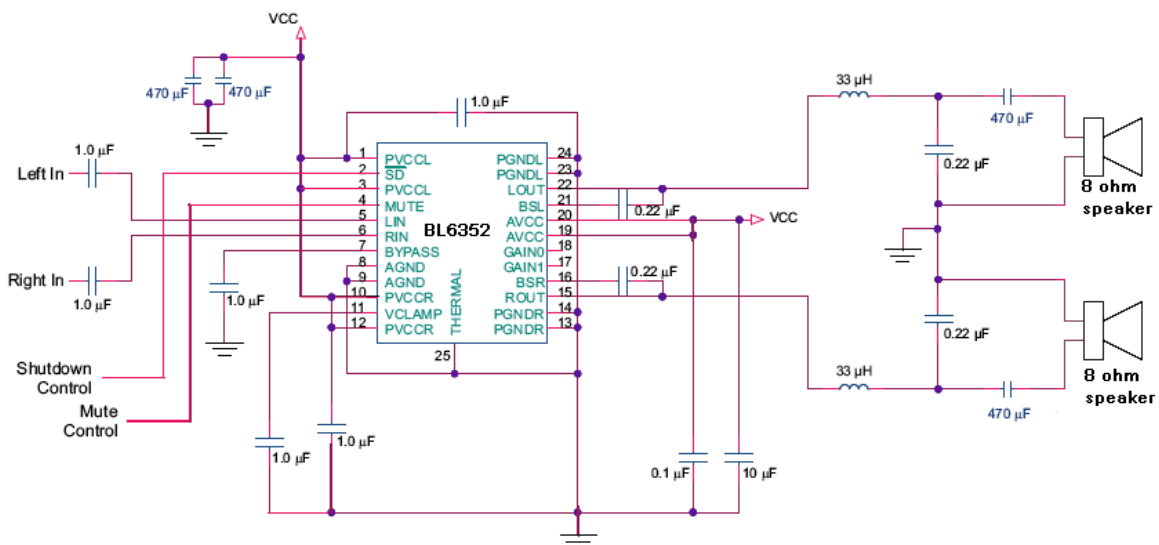 VCC
470 µF
470 µF
1.0 µF
33 µH
470 µF
1.0 µF
Left In
0.22 µF
8 ohm
speaker
1
2
3
4
5
6
7
8
9
10
11
12
PVCCL
SD
PVCCL
MUTE
LIN
RIN
BYPASS
AGND
AGND
PVCCR
VCLAMP
PVCCR
BL6352
THERMAL
25
PGNDL
PGNDL
LOUT
BSL
AVCC
AVCC
GAIN0
GAIN1
BSR
ROUT
PGNDR
PGNDR
24
23
22
21
20
19
18
17
16
15
14
13
0.22 µF
VCC
0.22 µF
Right In
1.0 µF
1.0 µF
0.22 µF
33 µH
470 µF
8 ohm
speaker
Shutdown
Control
Mute
Control
1.0 µF
1.0 µF
0.1 µF
10 µF